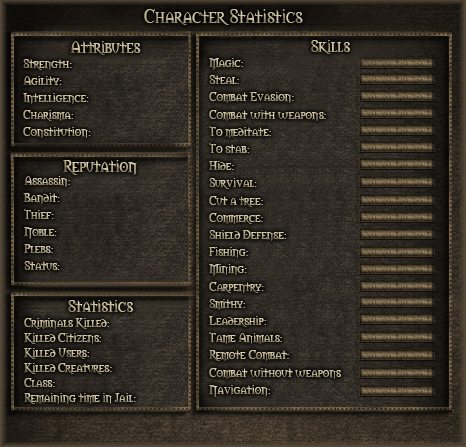 Character Statistics
Attributes
Strength:
Agility:
Intelligence:
Charisma:
Constitution:
Reputation
Assassin:
Bandit:
Thief:
Noble:
Plebs:
Status:
Statistics
Criminals Killed:
Killed Citizens:
Killed Users:
Killed Creatures:
Class:
Remaining time in Jail:
Skills
Magic:
Steal:
Combat Evasion:
Combat with weapons:
To meditate:
To stab:
Hide:
Survival:
Cut a tree:
Commerce:
Shield Defense:
Fishing:
Mining:
Carpentry:
Smithy:
Leadership:
Tame Animals:
Remote Combat:
Combat without weapons
Navigation: